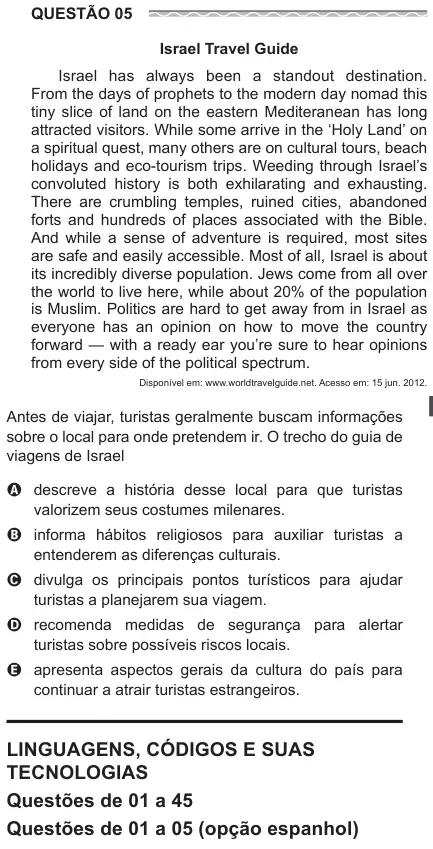 QUESTÃO 05
Israel Travel Guide
Israel has always been a standout destination.
From the days of prophets to the modern day nomad this
tiny slice of land on the eastern Mediteranean has long
attracted visitors. While some arrive in the ‘Holy Land’ on
a spiritual quest, many others are on cultural tours, beach
holidays and eco-tourism trips. Weeding through Israel’s
convoluted history is both exhilarating and exhausting.
There are crumbling temples, ruined cities, abandoned
forts and hundreds of places associated with the Bible.
And while a sense of adventure is required, most sites
are safe and easily accessible. Most of all, Israel is about
its incredibly diverse population. Jews come from all over
the world to live here, while about 20% of the population
is Muslim. Politics are hard to get away from in Israel as
everyone has an opinion on how to move the country
forward — with a ready ear you’re sure to hear opinions
from every side of the political spectrum.
Disponível em: www.worldtravelguide.net. Acesso em: 15 jun. 2012.
Antes de viajar, turistas geralmente buscam informações
sobre o local para onde pretendem ir. O trecho do guia de
viagens de Israel
A descreve a história desse local para que turistas
valorizem seus costumes milenares.
B informa hábitos religiosos para auxiliar turistas a
entenderem as diferenças culturais.
C divulga os principais pontos turísticos para ajudar
turistas a planejarem sua viagem.
D recomenda medidas de segurança para alertar
turistas sobre possíveis riscos locais.
E apresenta aspectos gerais da cultura do país para
continuar a atrair turistas estrangeiros.
LINGUAGENS, CÓDIGOS E SUAS
TECNOLOGIAS
Questões de 01 a 45
Questões de 01 a 05 (opção espanhol)